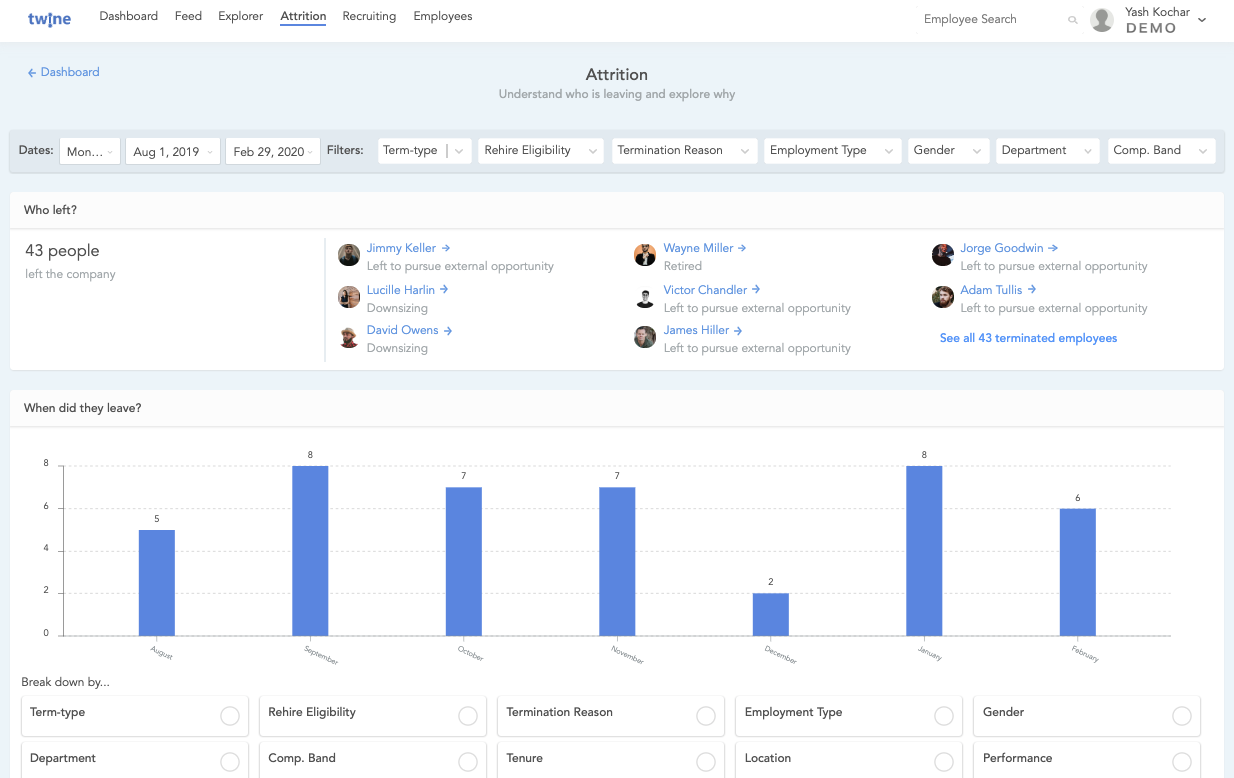 twine Dashboard Feed Explorer Attrition Recruiting Employees Employee Search Yash Kochar
DEMO
← Dashboard
Attrition
Understand who is leaving and explore why
Dates: Mon... Aug 1, 2019 Feb 29, 2020 Filters: Term-type Rehire Eligibility Termination Reason Employment Type Gender Department Comp. Band
Who left?
43 people
left the company
Jimmy Keller →
Left to pursue external opportunity
Wayne Miller →
Retired
Jorge Goodwin →
Left to pursue external opportunity
Lucille Harlin →
Downsizing
Victor Chandler →
Left to pursue external opportunity
Adam Tullis →
Left to pursue external opportunity
David Owens →
Downsizing
James Hiller →
Left to pursue external opportunity
See all 43 terminated employees
When did they leave?
8
6
4
2
0
5 8 7 7 2 8 6
August September October November December January February
Break down by...
Term-type Rehire Eligibility Termination Reason Employment Type Gender
Department Comp. Band Tenure Location Performance